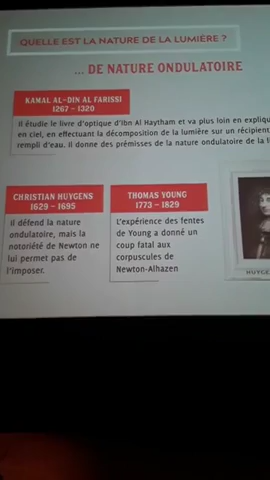 QUELLE EST LA NATURE DE LA LUMIÈRE ?
... DE NATURE ONDULATOIRE
KAMAL AL-DIN AL FARISSI
1267 - 1320
Il étudie le livre d'optique d'Ibn Al Haytham et va plus loin en expliqu
en ciel, en effectuant la décomposition de la lumière sur un récipient
rempli d'eau. Il donne des prémisses de la nature ondulatoire de la l
CHRISTIAN HUYGENS
1629 - 1695
Il défend la nature
ondulatoire, mais la
notoriété de Newton ne
lui permet pas de
l'imposer.
THOMAS YOUNG
1773 - 1829
L'expérience des fentes
de Young a donné un
coup fatal aux
corpuscules de
Newton-Alhazen
HUYGE